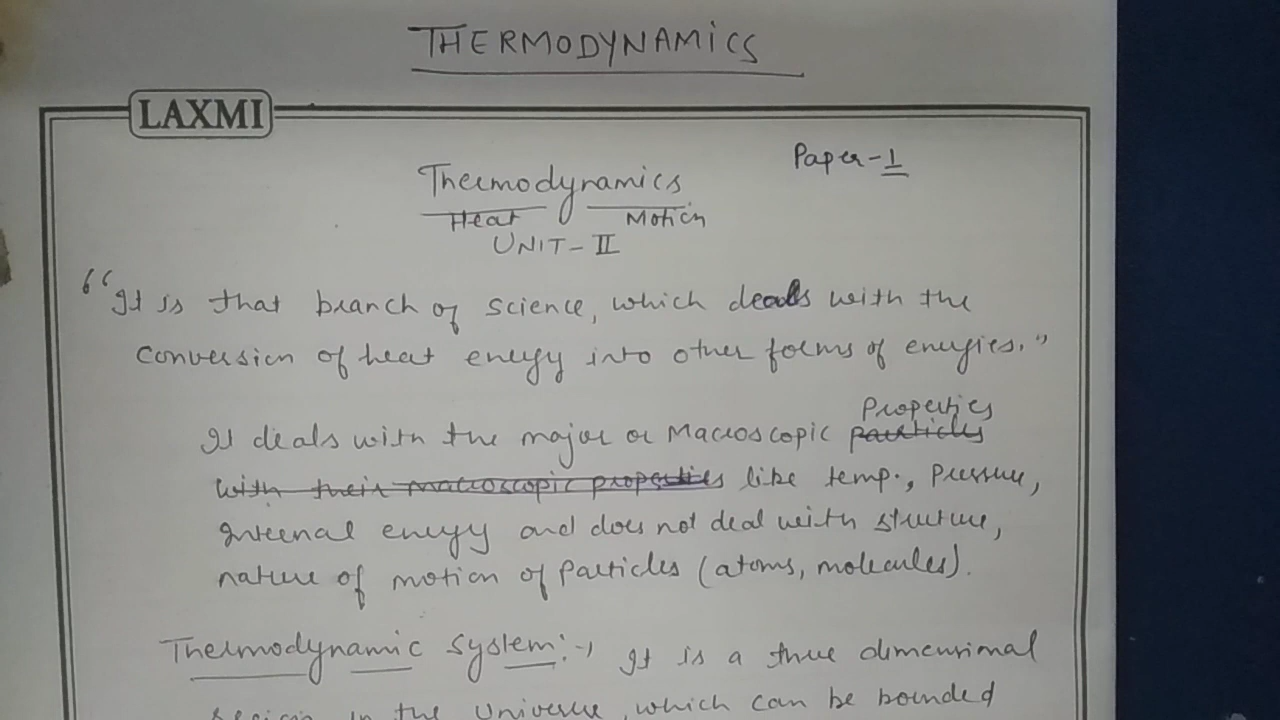 THERMODYNAMICS
LAXMI
Paper-1
Thermodynamics
Heat Motion
UNIT-II
"It is that branch of science, which deals with the
conversion of heat energy into other forms of energies."
Properties
It deals with the major or Macroscopic particles
with their macroscopic properties like temp., Pressure,
Internal energy and does not deal with structure,
nature of motion of Particles (atoms, molecules).
Thermodynamic system:-> It is a three dimensional
region in the Universe, which can be bounded